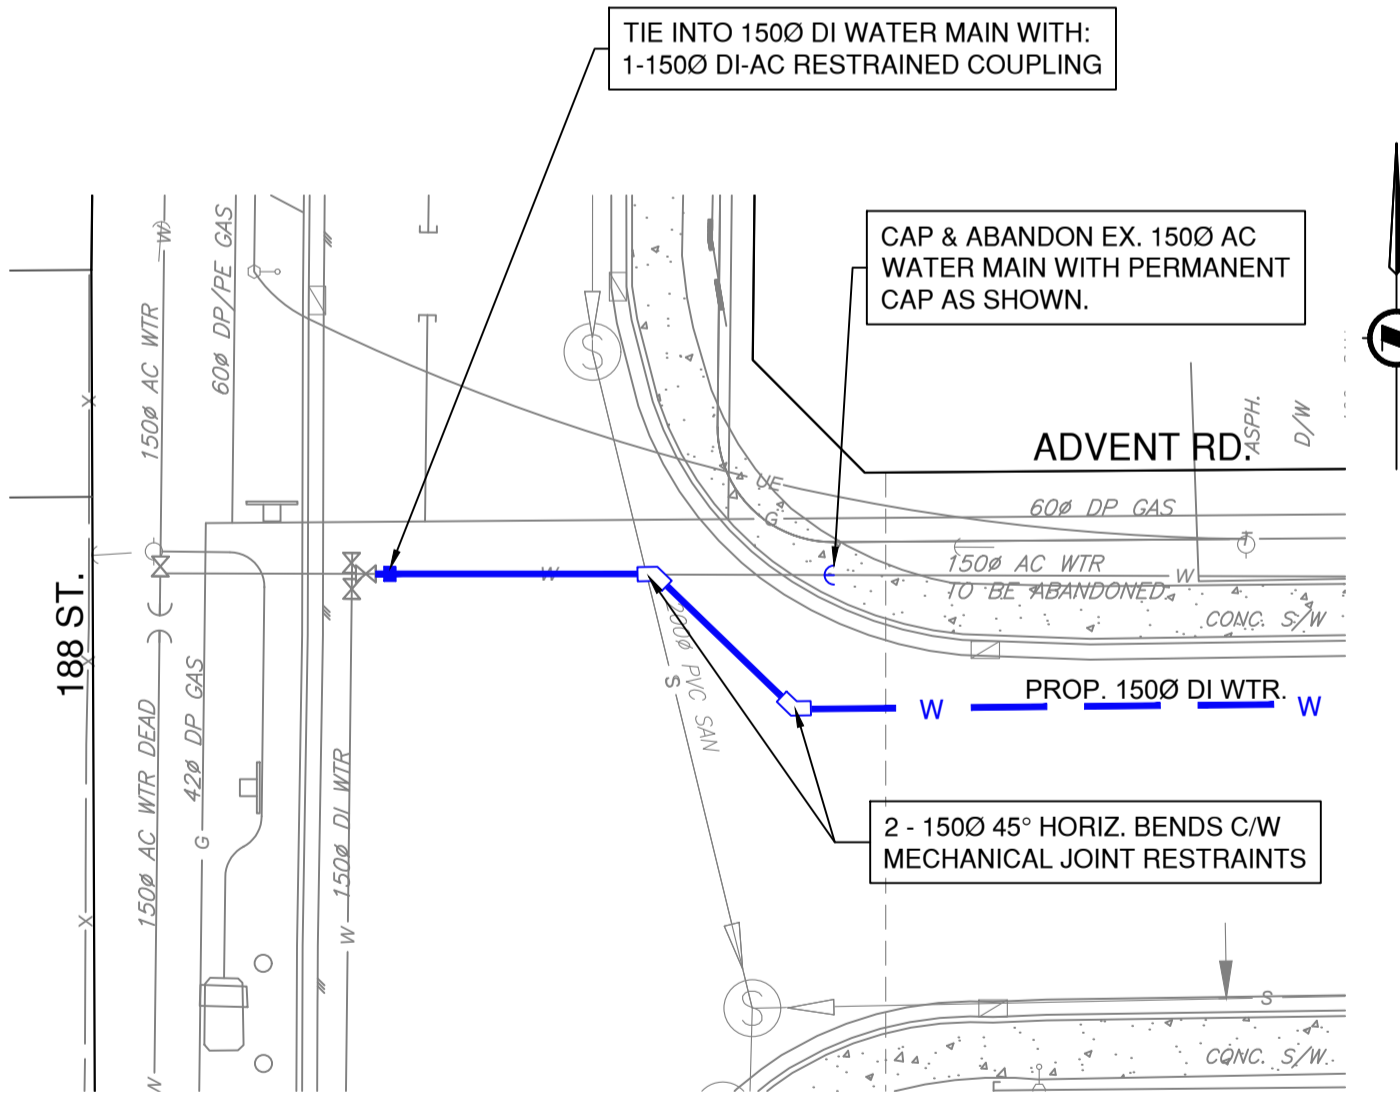 TIE INTO 150Ø DI WATER MAIN WITH:
1-150Ø DI-AC RESTRAINED COUPLING
CAP & ABANDON EX. 150Ø AC
WATER MAIN WITH PERMANENT
CAP AS SHOWN.
W
150Ø AC WTR
60Ø DP/PE GAS
S
ADVENT RD.
ASPH.
D/W
UE
60Ø DP GAS
G
150Ø AC WTR
TO BE ABANDONED
W
W
CONC. S/W
188 ST.
X
X
X
200Ø PVC SAN
S
PROP. 150Ø DI WTR.
W
W
150Ø AC WTR DEAD
42Ø DP GAS
G
150Ø DI WTR
W
2 - 150Ø 45° HORIZ. BENDS C/W
MECHANICAL JOINT RESTRAINTS
S
S
CONC. S/W